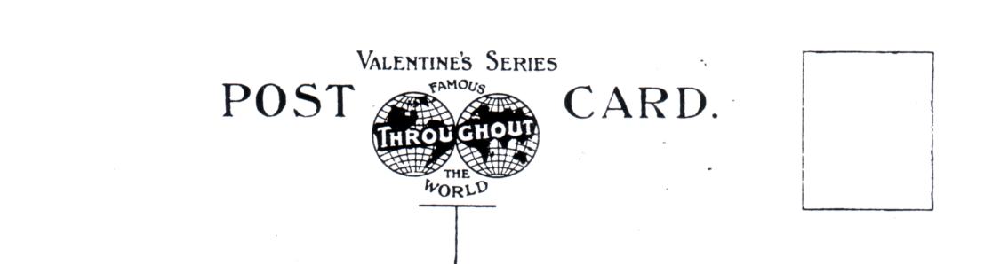 VALENTINE'S SERIES
POST CARD.
FAMOUS
THROUGHOUT
THE
WORLD